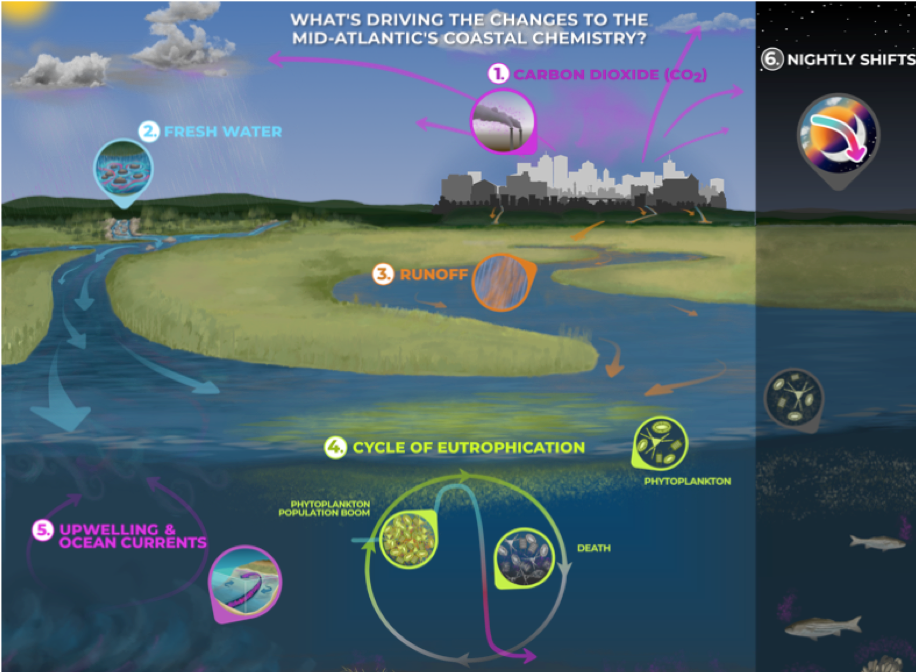 WHAT'S DRIVING THE CHANGES TO THE
MID-ATLANTIC'S COASTAL CHEMISTRY?
1. CARBON DIOXIDE (CO₂)
6. NIGHTLY SHIFTS
2. FRESH WATER
3. RUNOFF
4. CYCLE OF EUTROPHICATION
PHYTOPLANKTON
PHYTOPLANKTON
POPULATION BOOM
DEATH
5. UPWELLING &
OCEAN CURRENTS